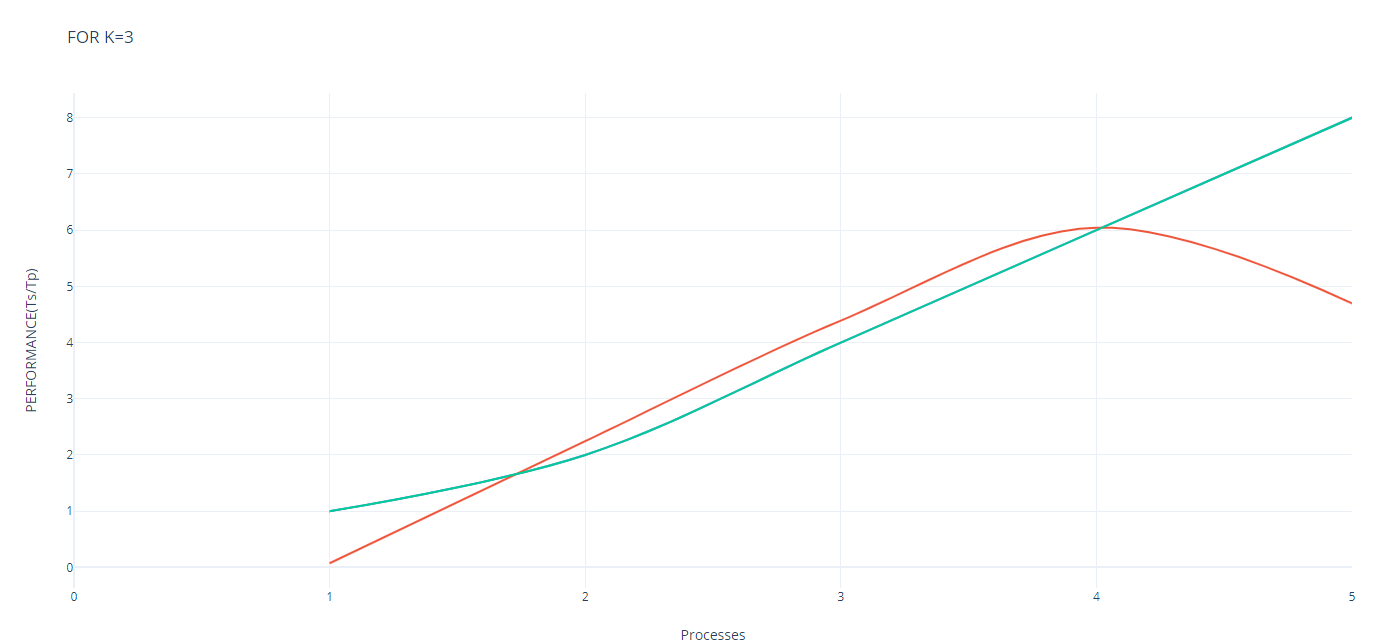 FOR K=3
PERFORMANCE(Ts/Tp)
8
7
6
5
4
3
2
1
0
0 1 2 3 4 5
Processes